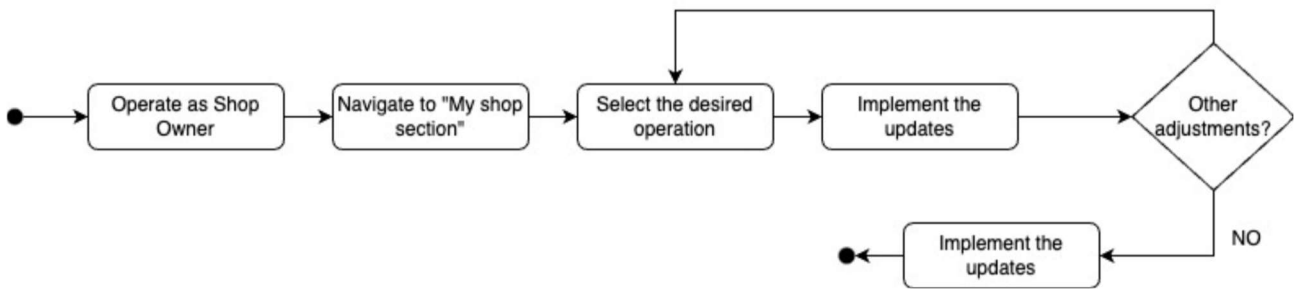 Operate as Shop
Owner
Navigate to "My shop
section"
Select the desired
operation
Implement the
updates
Other
adjustments?
NO
Implement the
updates